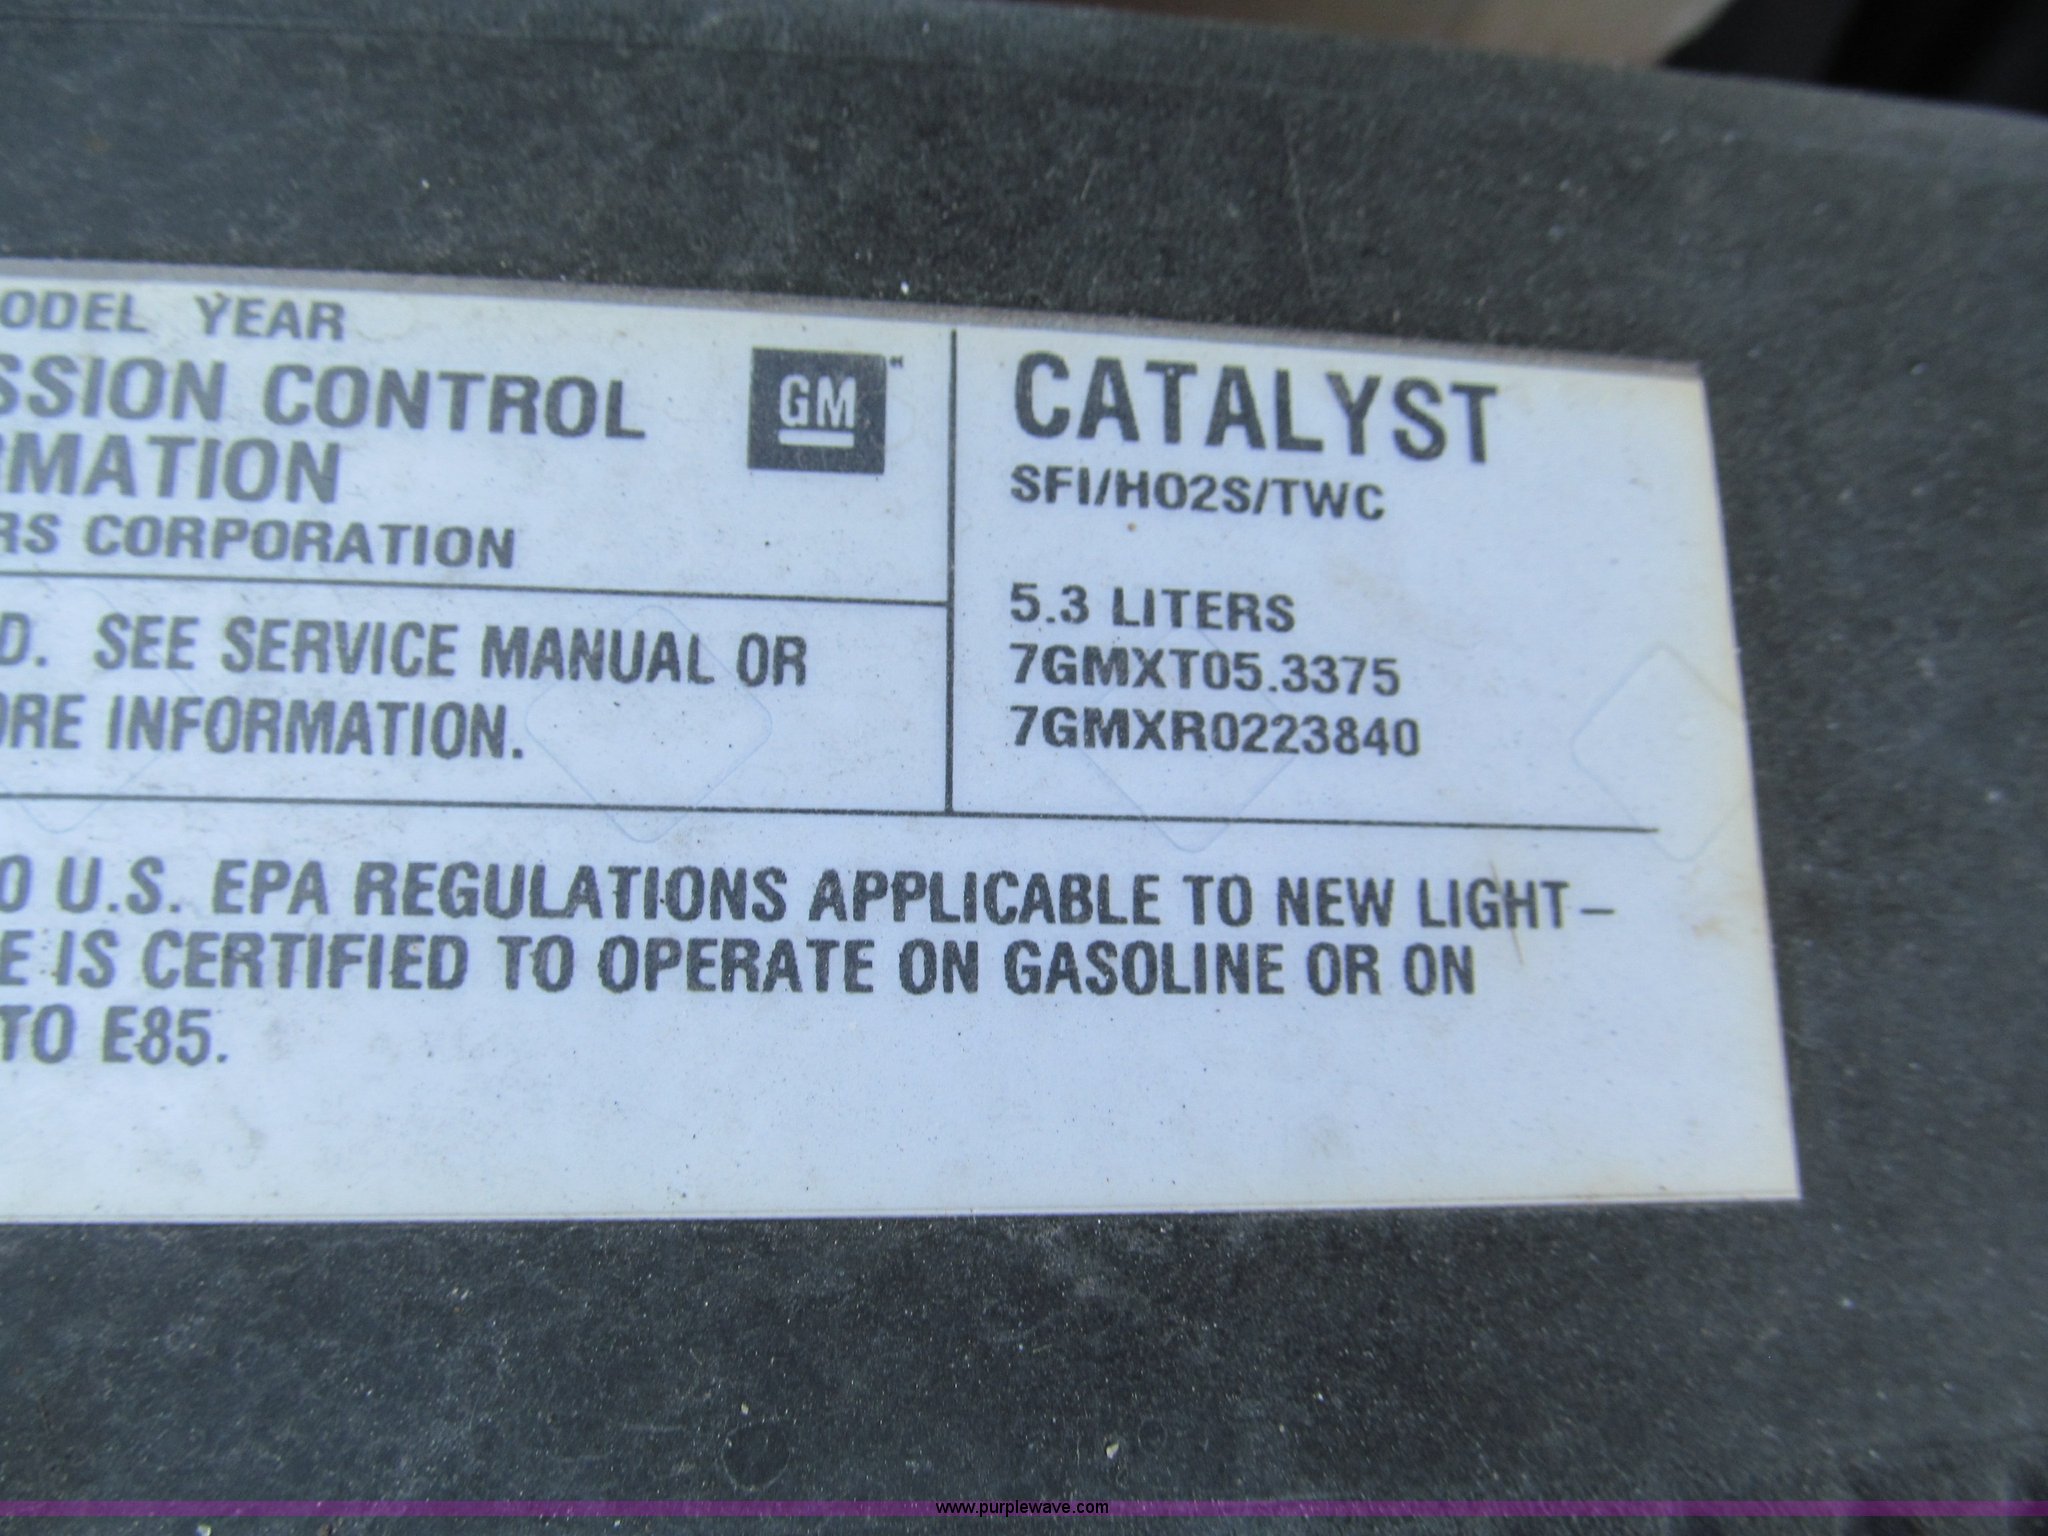 ODEL YEAR
SSION CONTROL
RMATION
RS CORPORATION
GM
CATALYST
SFI/HO2S/TWC
5.3 LITERS
7GMXT05.3375
7GMXR0223840
D. SEE SERVICE MANUAL OR
ORE INFORMATION.
O U.S. EPA REGULATIONS APPLICABLE TO NEW LIGHT-
E IS CERTIFIED TO OPERATE ON GASOLINE OR ON
TO E85.
www.purplewave.com